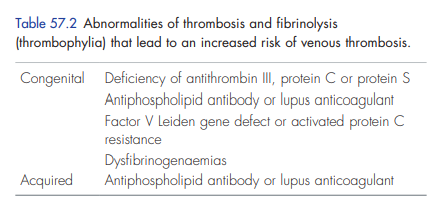 Table 57.2 Abnormalities of thrombosis and fibrinolysis
(thrombophylia) that lead to an increased risk of venous thrombosis.
Congenital Deficiency of antithrombin III, protein C or protein S
Antiphospholipid antibody or lupus anticoagulant
Factor V Leiden gene defect or activated protein C
resistance
Dysfibrinogenaemias
Acquired Antiphospholipid antibody or lupus anticoagulant